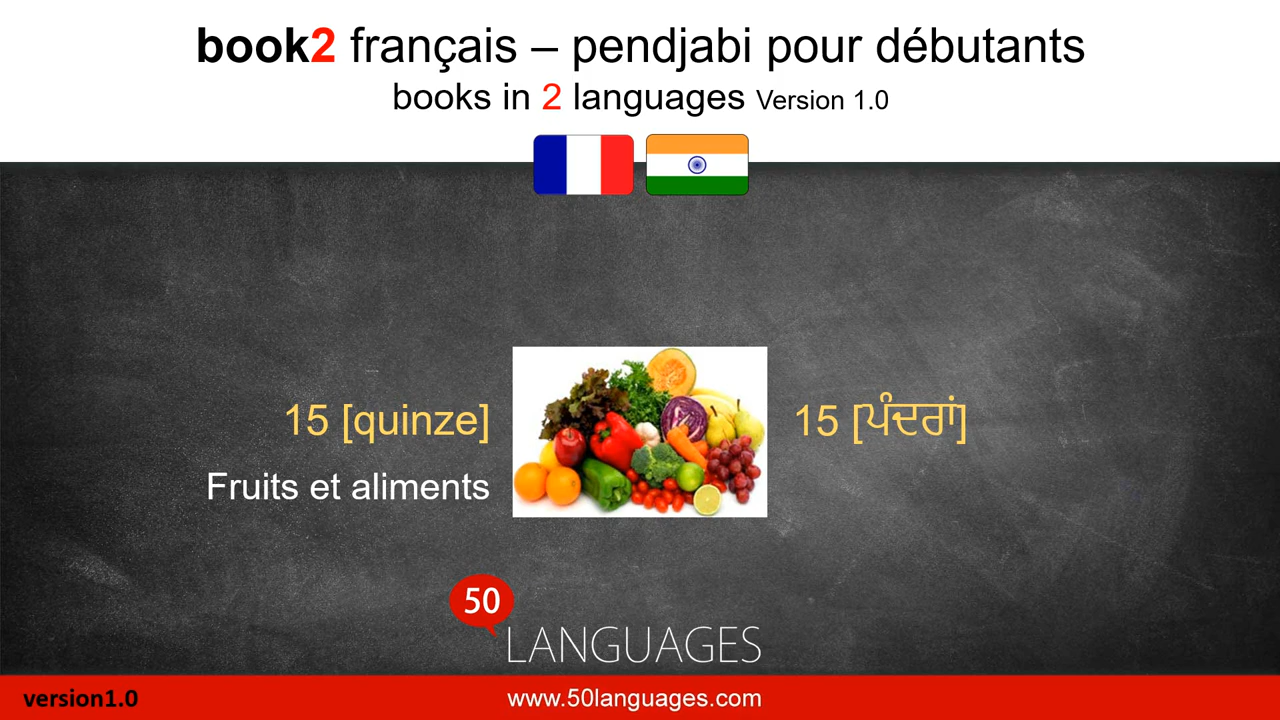 book2 français – pendjabi pour débutants
books in 2 languages Version 1.0
15 [quinze]
Fruits et aliments
15 [ਪੰਦਰਾਂ]
50
LANGUAGES
version1.0
www.50languages.com